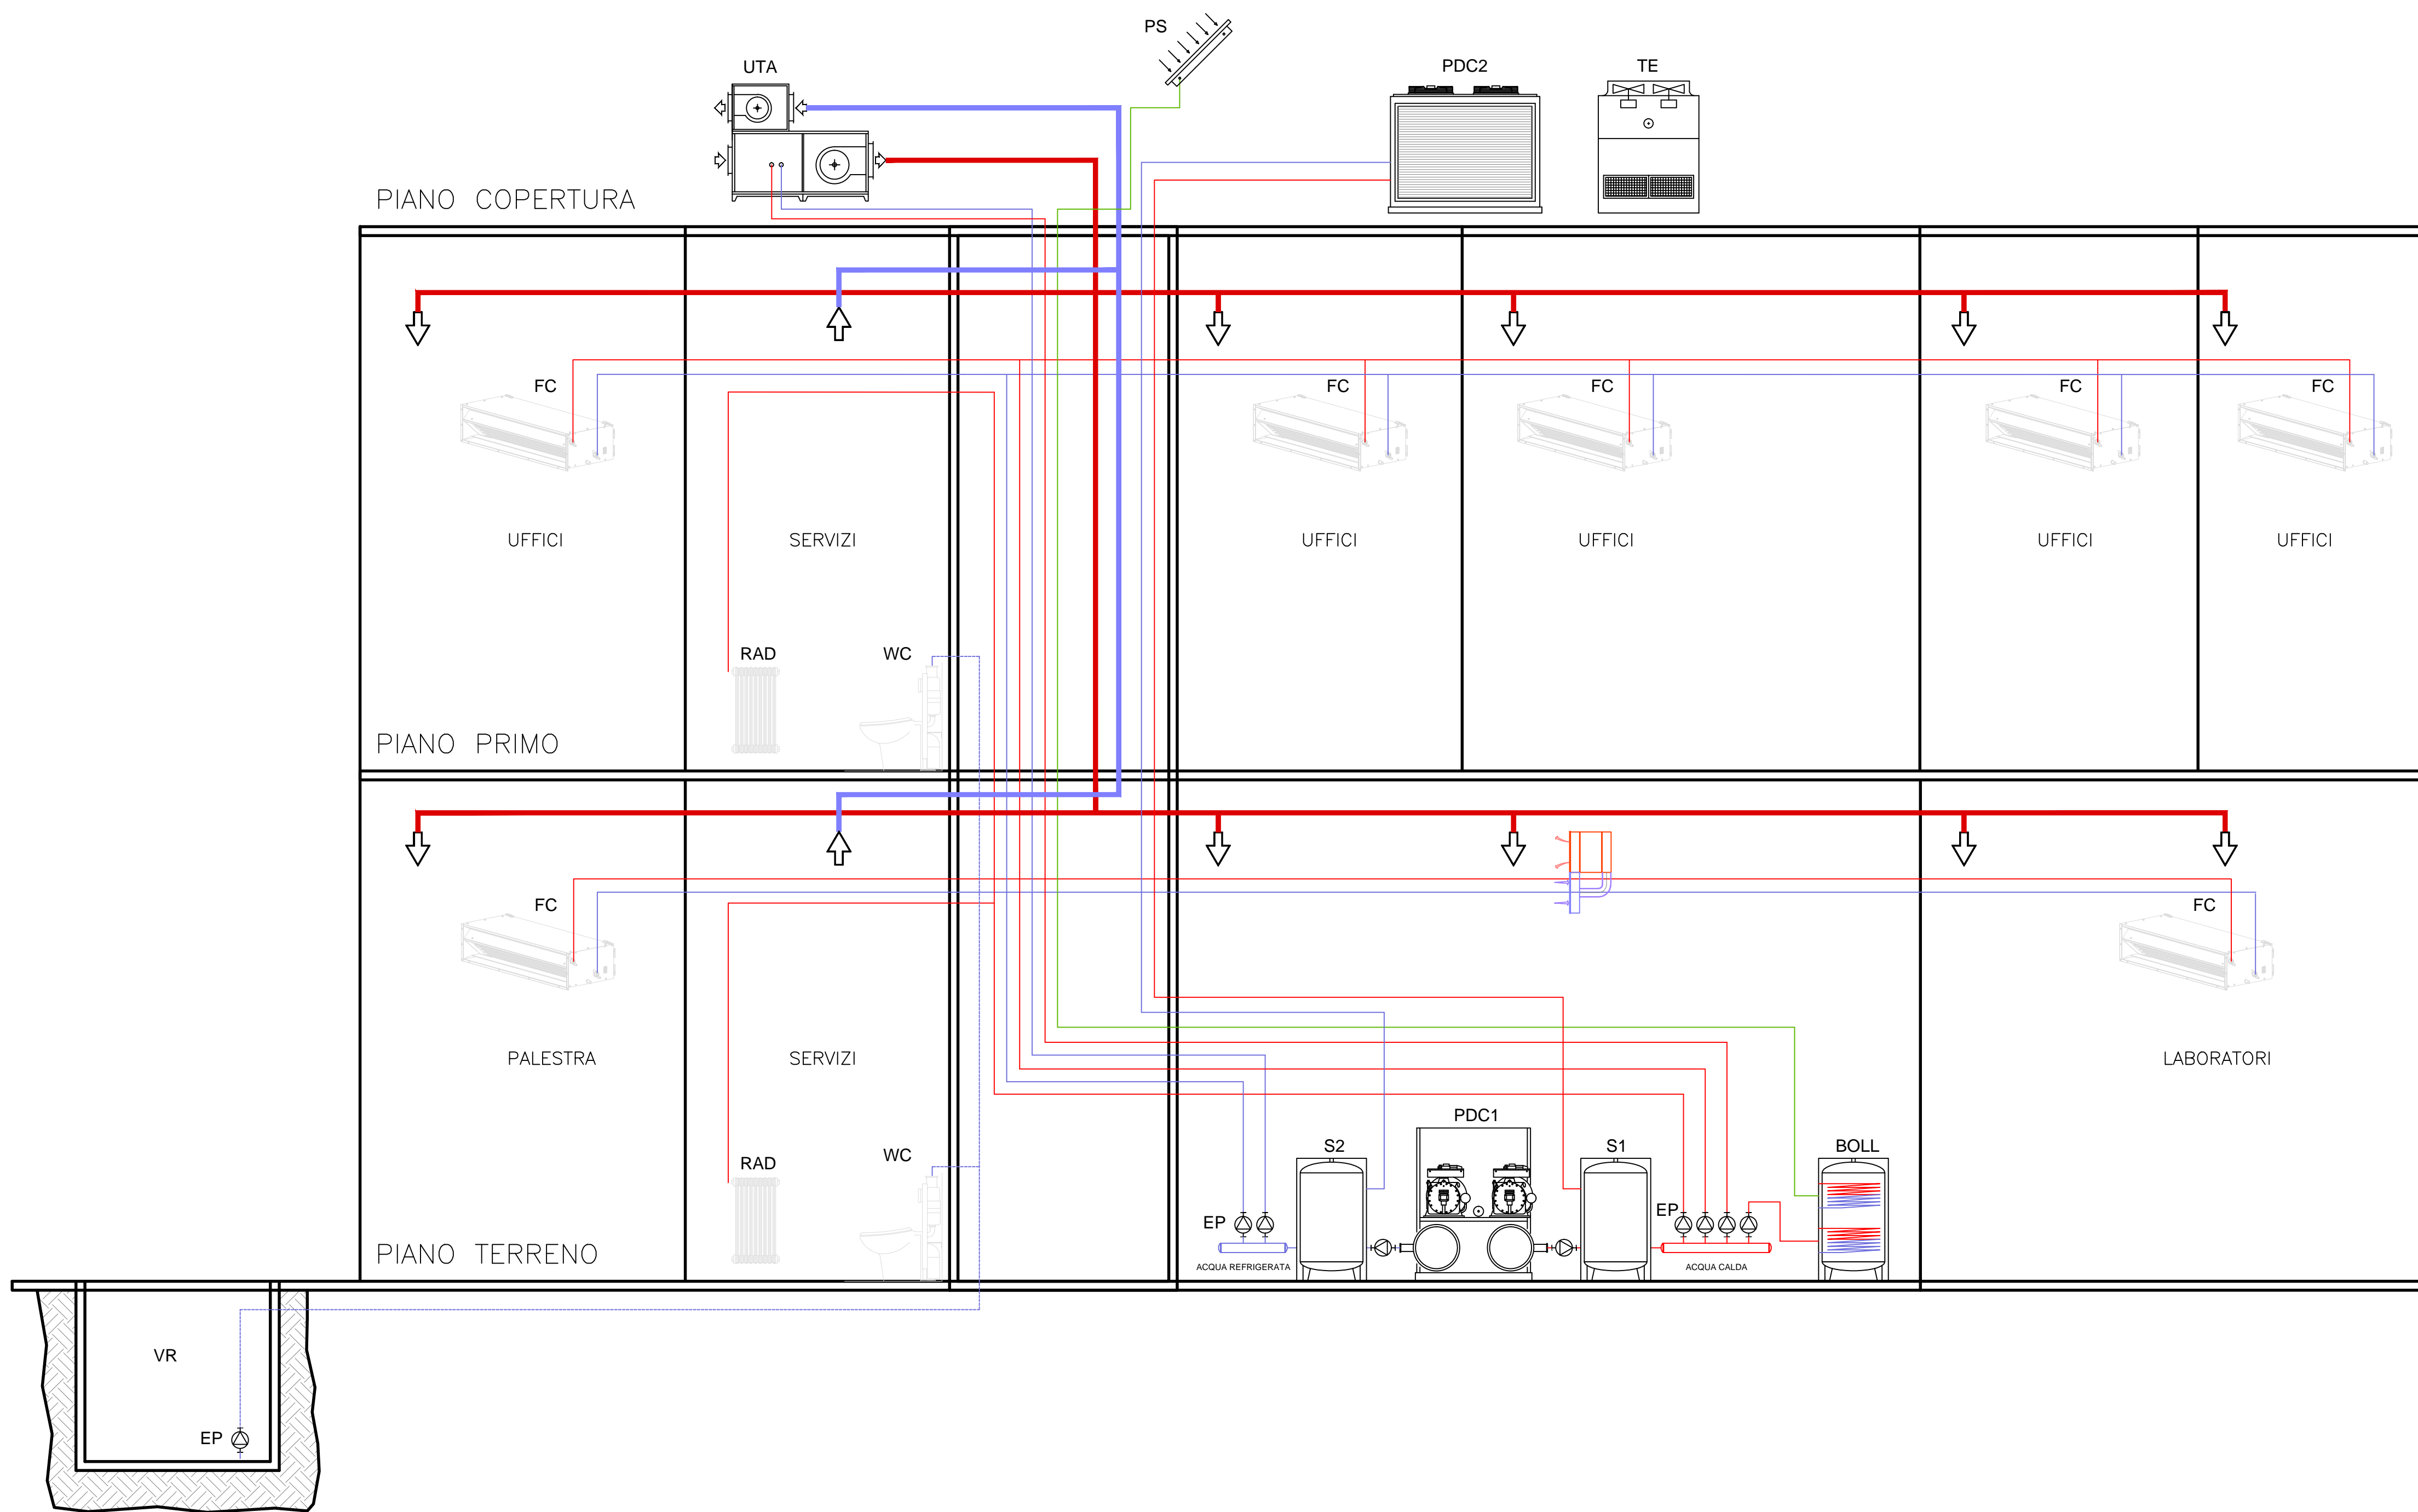 PS
UTA
PDC2
TE
PIANO COPERTURA
FC
FC
FC
FC
FC
UFFICI
SERVIZI
UFFICI
UFFICI
UFFICI
UFFICI
RAD
WC
PIANO PRIMO
FC
FC
PALESTRA
SERVIZI
LABORATORI
PDC1
S2
S1
BOLL
RAD
WC
EP
EP
PIANO TERRENO
ACQUA REFRIGERATA
ACQUA CALDA
VR
EP